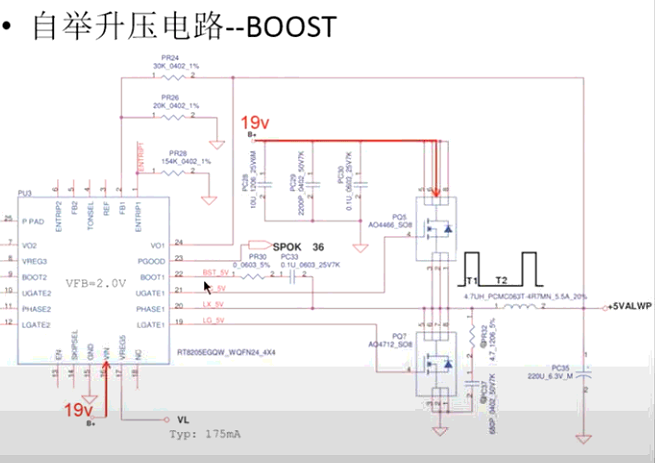 • 自举升压电路--BOOST
PR24
30K_0402_1%
1 2
PR26
20K_0402_1%
1 2
19v
B+
ENTRIP1
PR28
154K_0402_1%
1 2
PC28
10U_1206_25V6M
PC29
2200P_0402_50V7K
PC30
0.1U_0603_25V7K
PU3
6 5 4 3 2 1
ENTRIP2
FB2
TONSEL
REF
FB1
ENTRIP1
25 P PAD
7 VO2
8 VREG3
9 BOOT2
10 UGATE2
11 PHASE2
12 LGATE2
VFB=2.0V
VO1 24
PGOOD 23
BOOT1 22
UGATE1 21
PHASE1 20
LGATE1 19
SPOK 36
PR30
0_0603_5%
PC33
0.1U_0603_25V7K
BST_5V
LX_5V
LG_5V
PQ5
AO4466_SO8
4
3 2 1
T1 T2
4.7UH_PCMC063T-4R7MN_5.5A_20%
1 2
+5VALWP
PQ7
AO4712_SO8
4
3 2 1
@PR32
4.7_1206_5%
@PC37
680P_0402_50V7K
PC35
220U_6.3V_M
EN
SKIPSEL
GND
VIN
VREG5
NC
13 14 15 16 17 18
RT8205EGQW_WQFN24_4X4
19v
B+
VL
Typ: 175mA